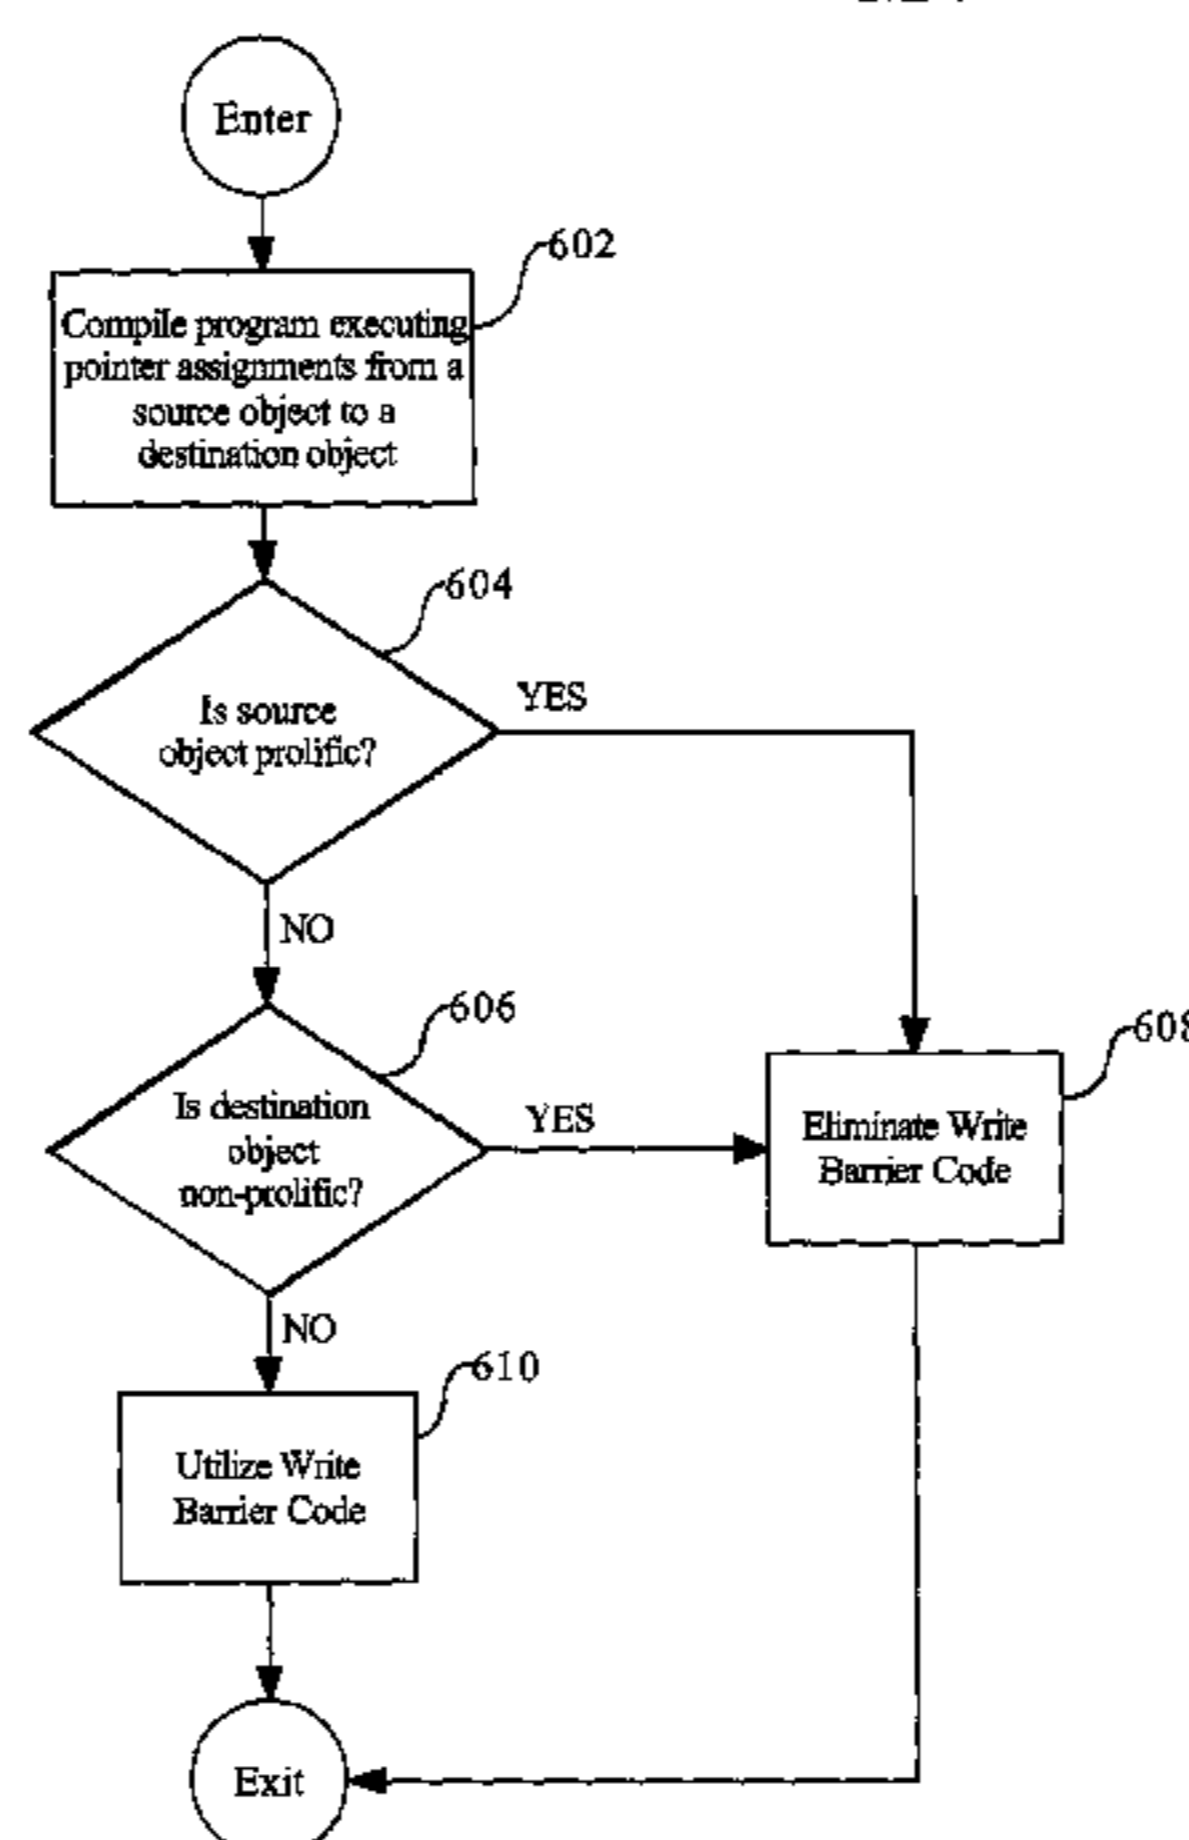 Enter
602
Compile program executing
pointer assignments from a
source object to a
destination object
604
Is source
object prolific?
YES
NO
606
Is destination
object
non-prolific?
YES
608
Eliminate Write
Barrier Code
NO
610
Utilize Write
Barrier Code
Exit